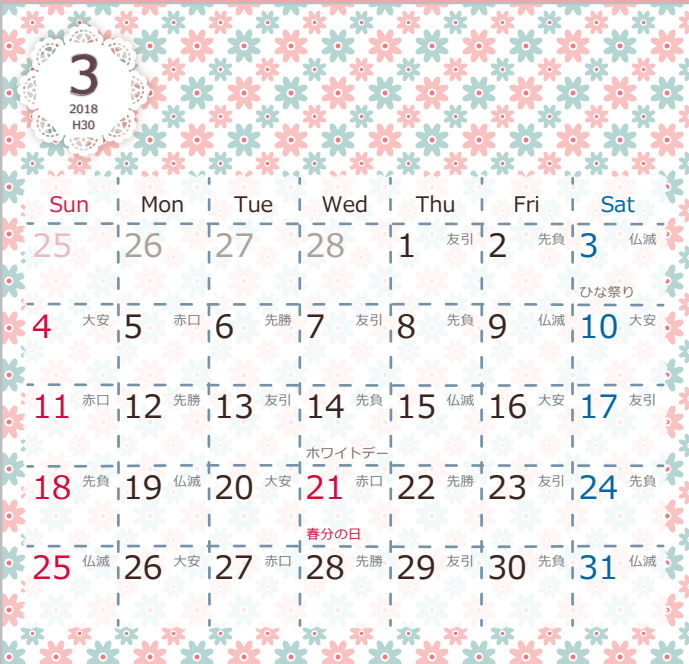 3
2018
H30
Sun Mon Tue Wed Thu Fri Sat
25 26 27 28 1 友引 2 先負 3 仏滅
ひな祭り
4 大安 5 赤口 6 先勝 7 友引 8 先負 9 仏滅 10 大安
11 赤口 12 先勝 13 友引 14 先負 15 仏滅 16 大安 17 友引
ホワイトデー
18 先負 19 仏滅 20 大安 21 赤口 22 先勝 23 友引 24 先負
春分の日
25 仏滅 26 大安 27 赤口 28 先勝 29 友引 30 先負 31 仏滅